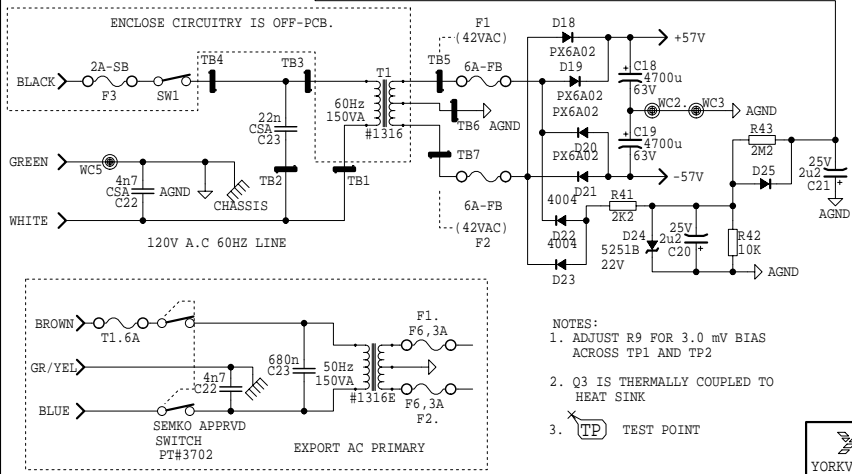 ENCLOSE CIRCUITRY IS OFF-PCB.
BLACK
2A-SB
F3
SW1
TB4
TB3
22n
CSA
C23
60Hz
150VA
T1
#1316
TB5
TB6
AGND
TB7
F1
(42VAC)
6A-FB
6A-FB
(42VAC)
F2
GREEN
WC5
4n7
CSA
C22
AGND
CHASSIS
TB2
TB1
WHITE
120V A.C 60HZ LINE
D18
PX6A02
D19
PX6A02
PX6A02
D20
PX6A02
D21
+57V
C18
4700u
63V
WC2.
WC3
AGND
C19
4700u
63V
-57V
4004
D22
4004
D23
R41
2K2
D24
5251B
22V
25V
2u2
C20
R42
10K
AGND
R43
2M2
D25
25V
2u2
C21
AGND
BROWN
T1.6A
GR/YEL
4n7
C22
BLUE
SEMKO APPRVD
SWITCH
PT#3702
680n
C23
50Hz
150VA
#1316E
F1.
F6,3A
F6,3A
F2.
EXPORT AC PRIMARY
NOTES:
1. ADJUST R9 FOR 3.0 mV BIAS
ACROSS TP1 AND TP2
2. Q3 IS THERMALLY COUPLED TO
HEAT SINK
3. TP TEST POINT